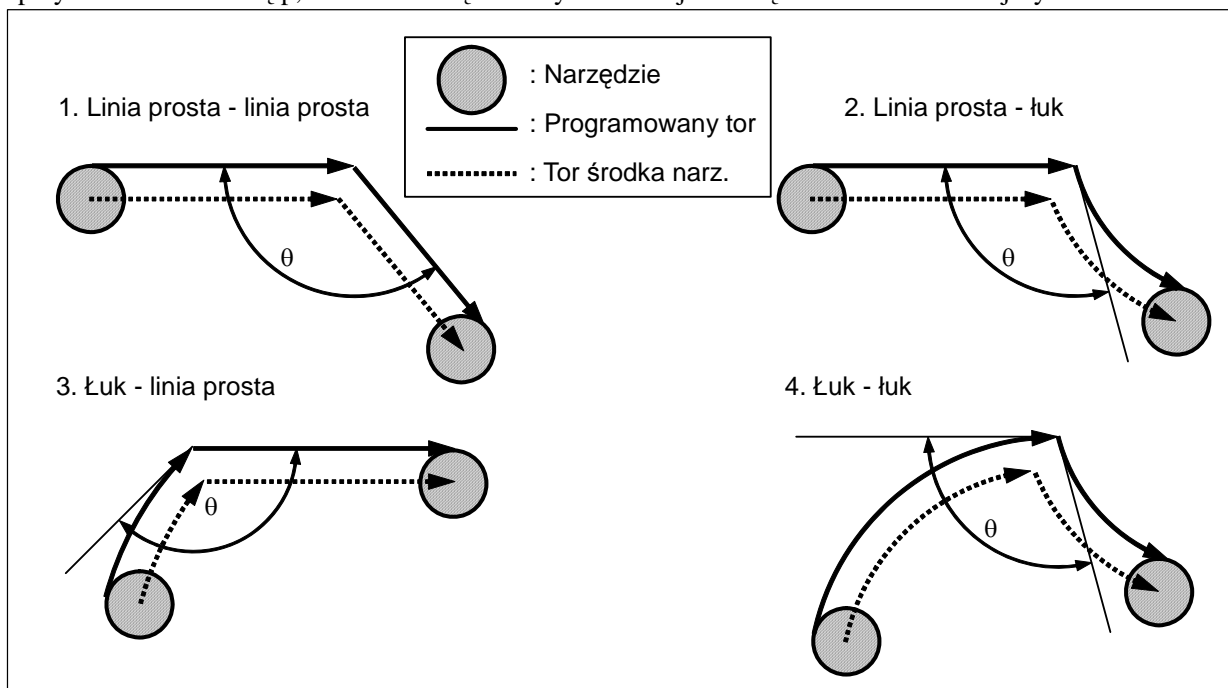 : Narzędzie
1. Linia prosta - linia prosta
2. Linia prosta - łuk
: Programowany tor
: Tor środka narz.
θ
θ
3. Łuk - linia prosta
4. Łuk - łuk
θ
θ